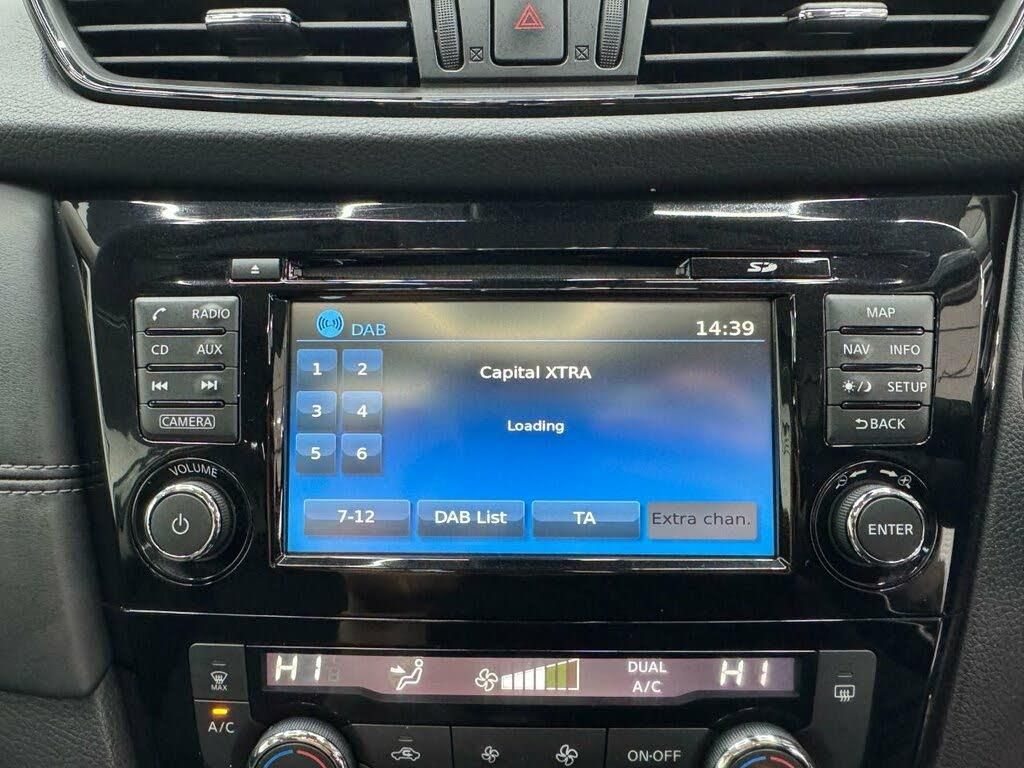 SD
RADIO
CD AUX
CAMERA
VOLUME
DAB 14:39
1 2
3 4
5 6
Capital XTRA
Loading
7-12 DAB List TA Extra chan.
MAP
NAV INFO
SETUP
BACK
ENTER
MAX
A/C
HI
DUAL
A/C
HI
ON·OFF